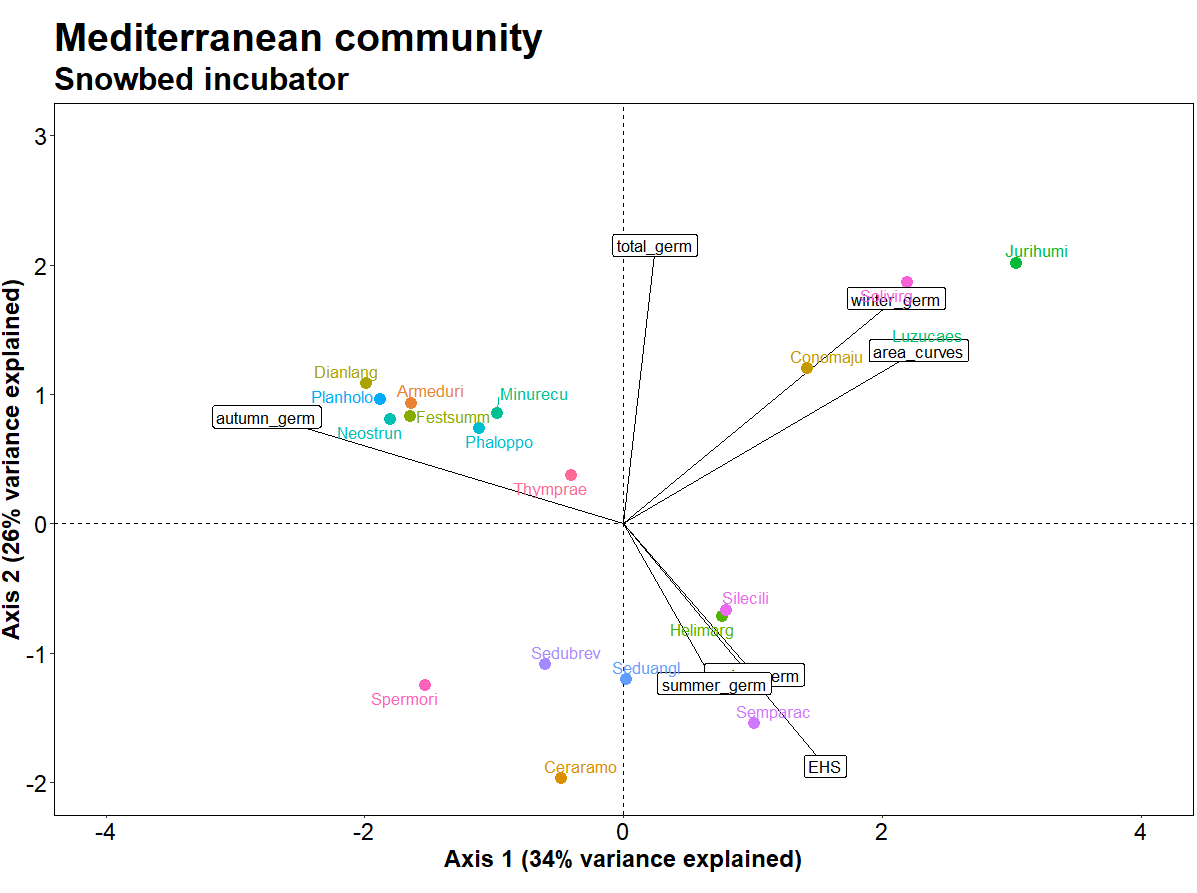 Mediterranean community
Snowbed incubator
Axis 2 (26% variance explained)
3
2
1
0
-1
-2
total_germ
Jurihumi
Solivirg
winter_germ
Luzucaes
area_curves
Conomaju
Dianlang
Planholo
Armeduri
Minurecu
autumn_germ
Festsumm
Neostrun
Phaloppo
Thymprae
Silecili
Helimarg
Sedubrev
Seduangl
summer_germ
Spermori
Semparac
Ceraramo
EHS
-4
-2
0
2
4
Axis 1 (34% variance explained)